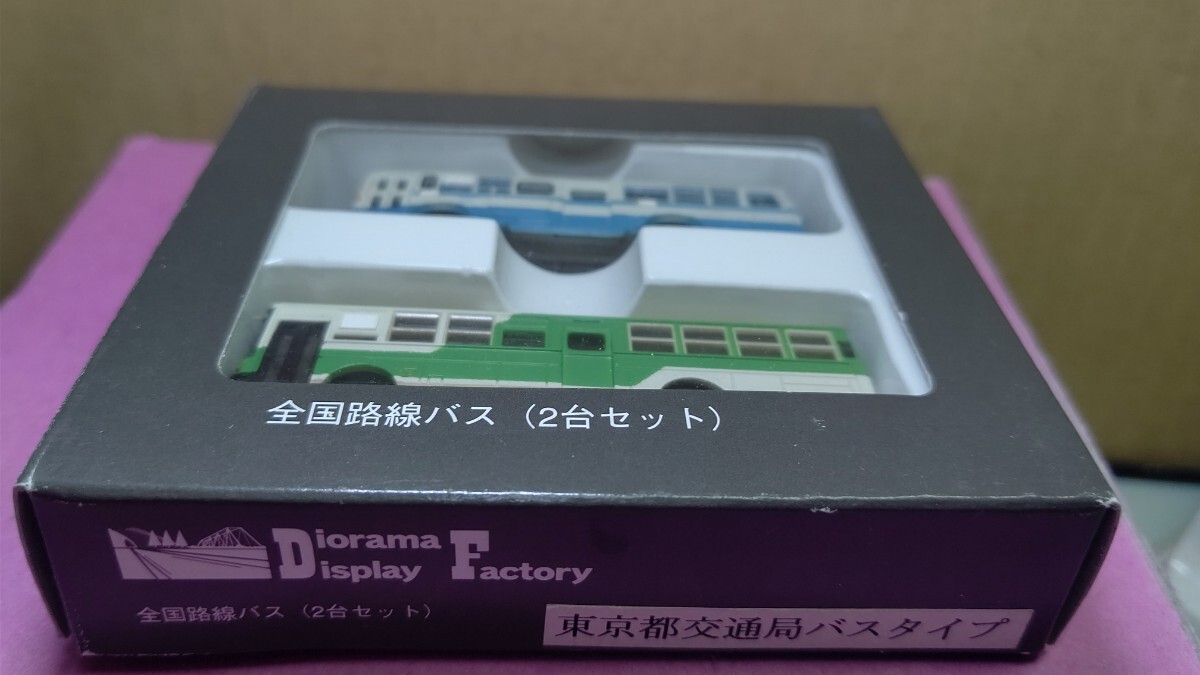 全国路線バス（2台セット）
Diorama
Display Factory
全国路線バス（2台セット）
東京都交通局バスタイプ